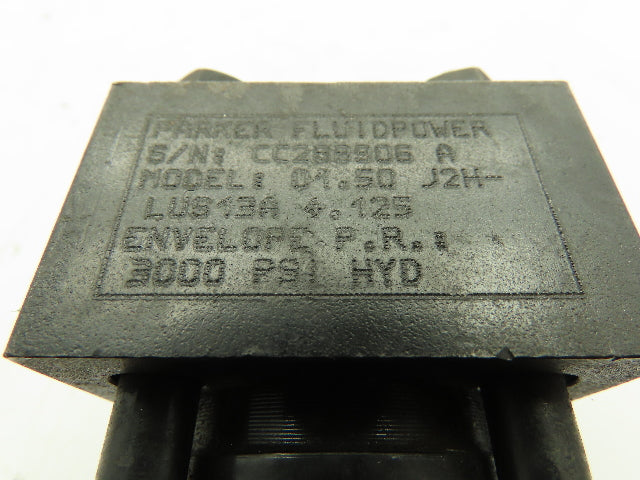 PARKER FLUIDPOWER
S/N: CC288906 A
MODEL: 01.50 J2H-
LUS13A 4.125
ENVELOPE P.R.:
3000 PSI HYD